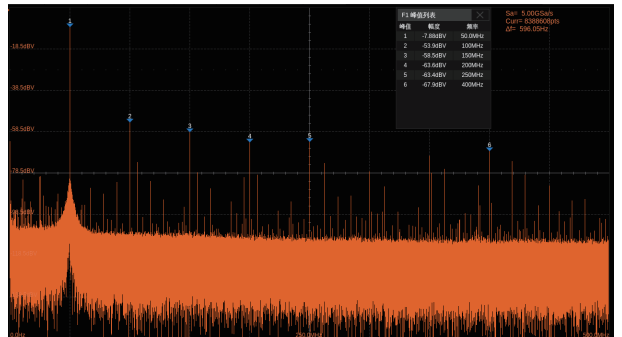 F1 峰值列表
Sa= 5.00GSa/s
Curr= 8388608pts
Δf= 596.05Hz
峰值 幅度 频率
1 -7.88dBV 50.0MHz
2 -53.9dBV 100MHz
3 -58.5dBV 150MHz
4 -63.6dBV 200MHz
5 -63.4dBV 250MHz
6 -67.9dBV 400MHz
1
-18.5dBV
-38.5dBV
2
3
-58.5dBV
4
5
6
-78.5dBV
0.0Hz
250.0MHz